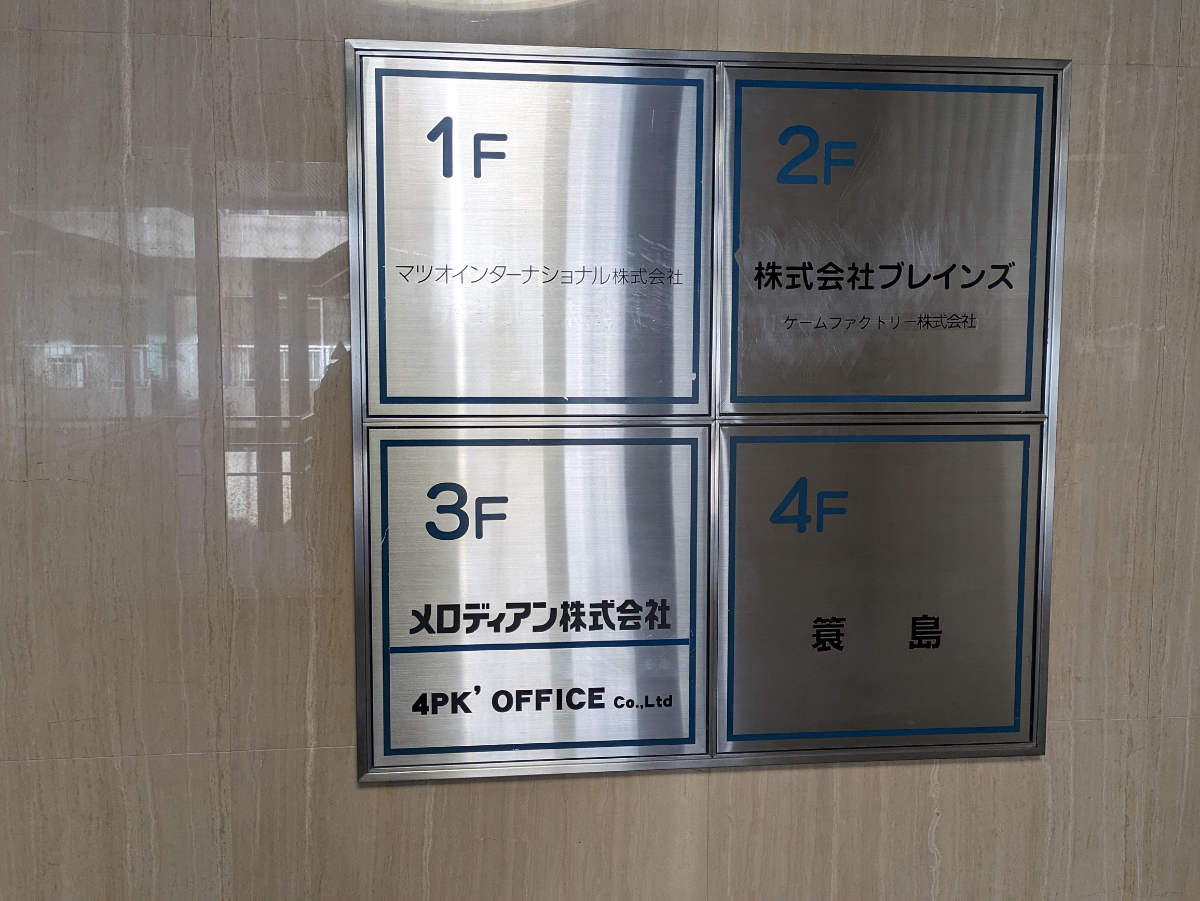 1F
マツオインターナショナル株式会社
2F
株式会社ブレインズ
ケームファクトリー株式会社
3F
メロディアン株式会社
4PK' OFFICE Co.,Ltd
4F
簑島